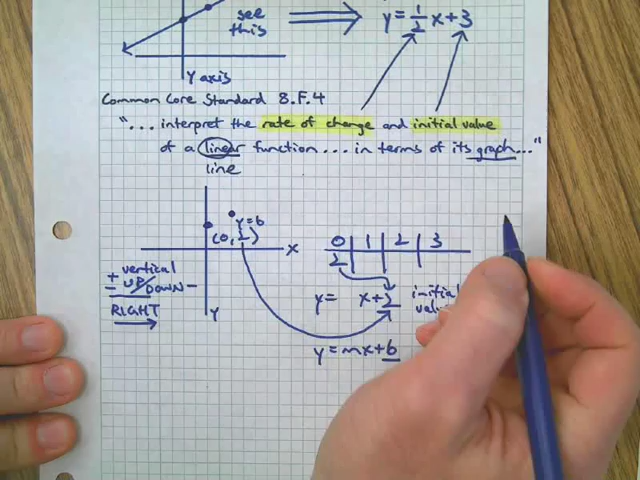 see
this
y = 1/2 x + 3
Y axis
Common Core Standard 8.F.4
"... interpret the rate of change and initial value
of a linear function... in terms of its graph..."
line
y=b
(0, 2)
X
0 1 2 3
2
+ vertical
- UP/DOWN -
RIGHT
y = x+2
initial
Y
y = mx+b